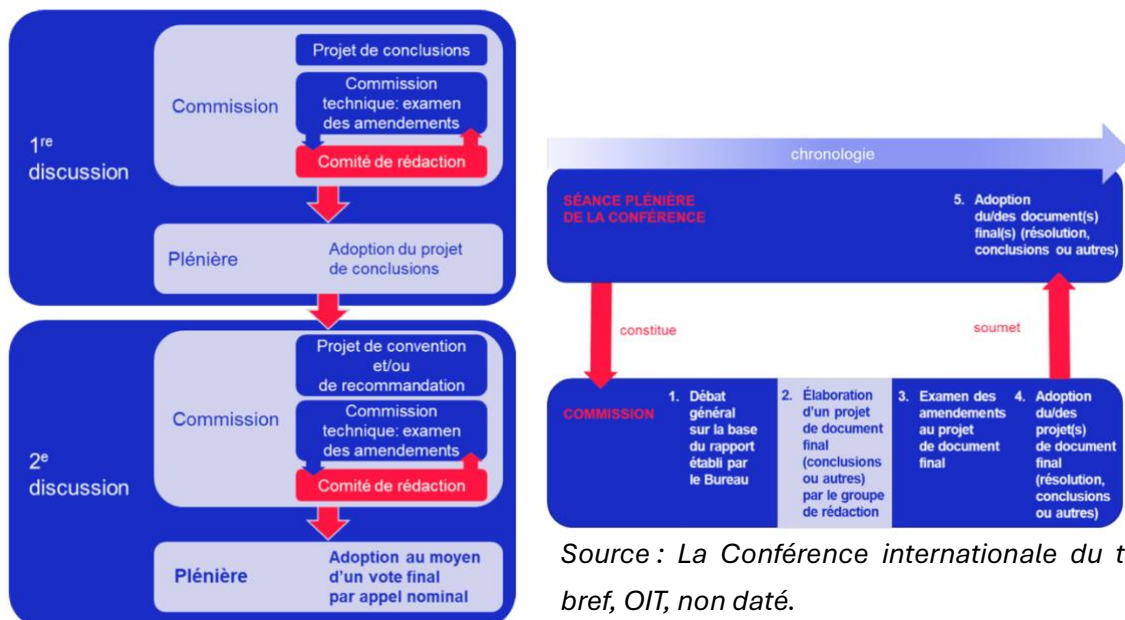 1re
discussion
Commission
Projet de conclusions
Commission
technique: examen
des amendements
Comité de rédaction
Plénière
Adoption du projet
de conclusions
2e
discussion
Commission
Projet de convention
et/ou
de recommandation
Commission
technique: examen
des amendements
Comité de rédaction
Plénière
Adoption au moyen
d'un vote final
par appel nominal
chronologie
SÉANCE PLÉNIÈRE
DE LA CONFÉRENCE
5. Adoption
du/des document(s)
final(s) (résolution,
conclusions ou autres)
constitue
soumet
COMMISSION
1. Débat
général
sur la base
du rapport
établi par
le Bureau
2. Élaboration
d'un projet
de document
final
(conclusions
ou autres)
par le groupe
de rédaction
3. Examen des
amendements
au projet
de document
final
4. Adoption
du/des
projet(s)
de document
final
(résolution,
conclusions
ou autres)
Source : La Conférence internationale du
bref, OIT, non daté.